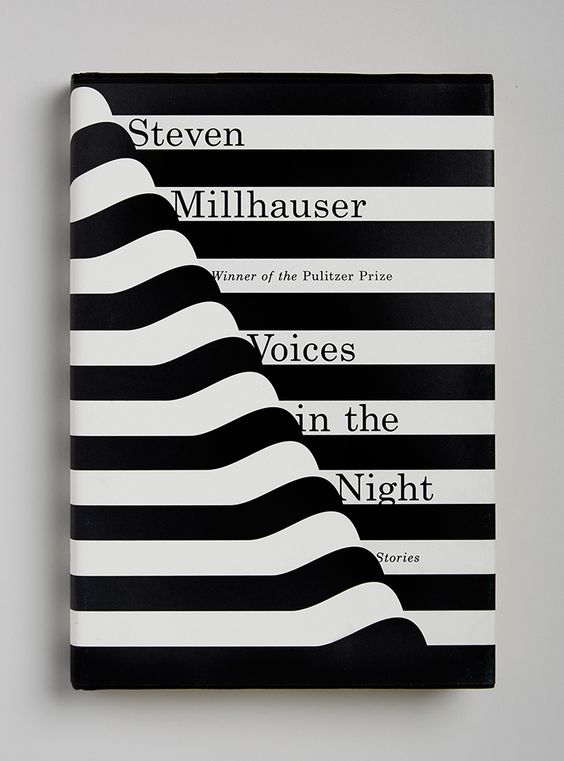 Steven
Millhauser
Winner of the Pulitzer Prize
Voices
in the
Night
Stories